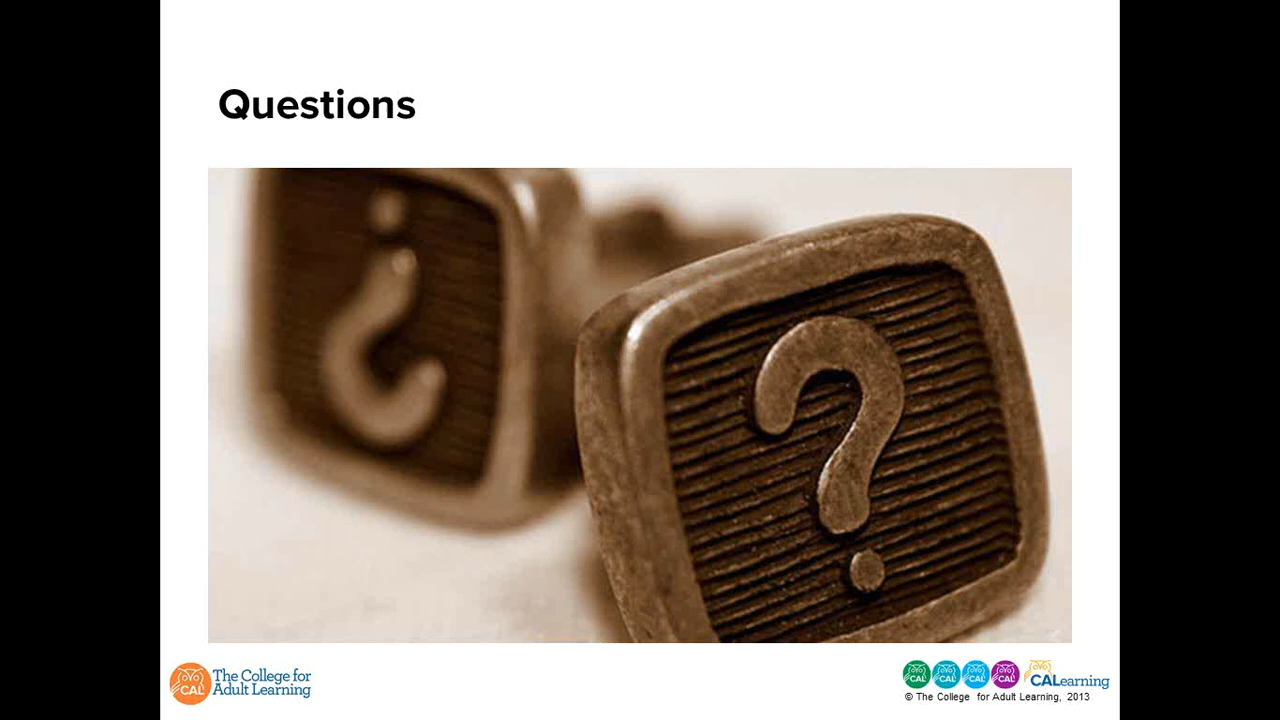 Questions
¿
?
CAL
The College for
Adult Learning
CAL
CAL
CAL
CAL
CALearning
© The College for Adult Learning, 2013